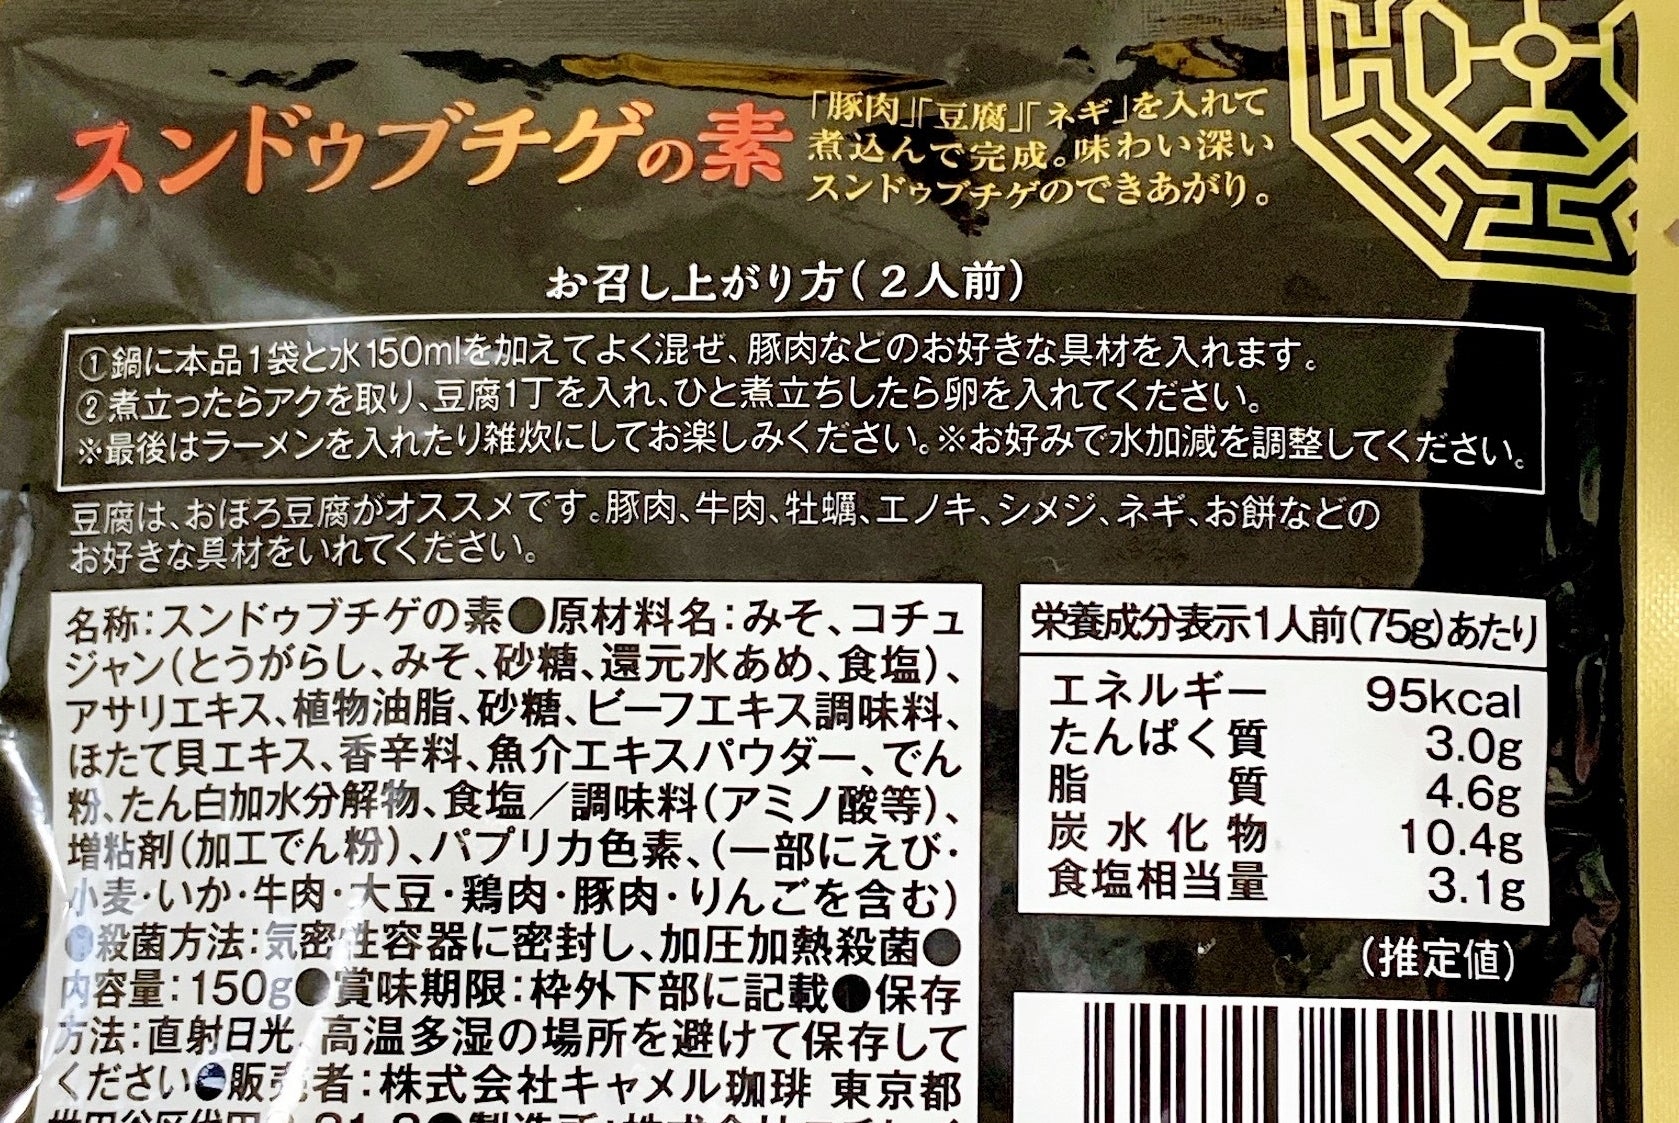 スンドゥブチゲの素
「豚肉」「豆腐」「ネギ」を入れて
煮込んで完成。味わい深い
スンドゥブチゲのできあがり。
お召し上がり方(2人前)
①鍋に本品1袋と水150mlを加えてよく混ぜ、豚肉などのお好きな具材を入れます。
②煮立ったらアクを取り、豆腐1丁を入れ、ひと煮立ちしたら卵を入れてください。
※最後はラーメンを入れたり雑炊にしてお楽しみください。※お好みで水加減を調整してください。
豆腐は、おぼろ豆腐がオススメです。豚肉、牛肉、牡蠣、エノキ、シメジ、ネギ、お餅などの
お好きな具材をいれてください。
名称:スンドゥブチゲの素●原材料名:みそ、コチュ
ジャン(とうがらし、みそ、砂糖、還元水あめ、食塩)、
アサリエキス、植物油脂、砂糖、ビーフエキス調味料、
ほたて貝エキス、香辛料、魚介エキスパウダー、でん
粉、たん白加水分解物、食塩／調味料(アミノ酸等)、
増粘剤(加工でん粉)、パプリカ色素、(一部にえび・
小麦・いか・牛肉・大豆・鶏肉・豚肉・りんごを含む)
●殺菌方法:気密性容器に密封し、加圧加熱殺菌●
内容量:150g●賞味期限:枠外下部に記載●保存
方法:直射日光、高温多湿の場所を避けて保存して
ください●販売者:株式会社キャメル珈琲 東京都
栄養成分表示1人前(75g)あたり
エネルギー 95kcal
たんぱく質 3.0g
脂質 4.6g
炭水化物 10.4g
食塩相当量 3.1g
(推定値)